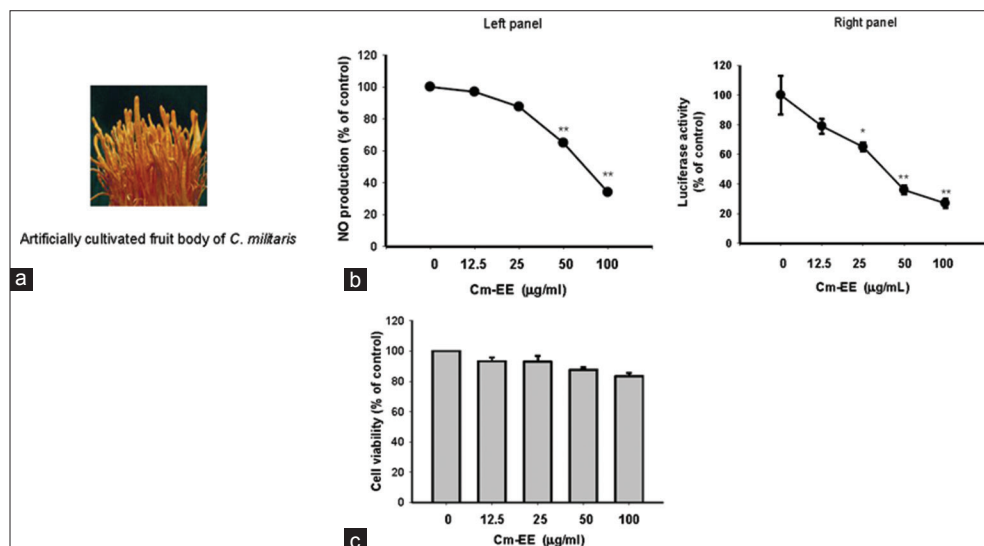 Artificially cultivated fruit body of C. militaris
a
Left panel
NO production (% of control)
120
100
80
60
40
20
0
**
**
0 12.5 25 50 100
Cm-EE (μg/ml)
b
Right panel
Luciferase activity
(% of control)
120
100
80
60
40
20
0
*
**
**
0 12.5 25 50 100
Cm-EE (μg/mL)
Cell viability (% of control)
120
100
80
60
40
20
0
0 12.5 25 50 100
Cm-EE (μg/ml)
c